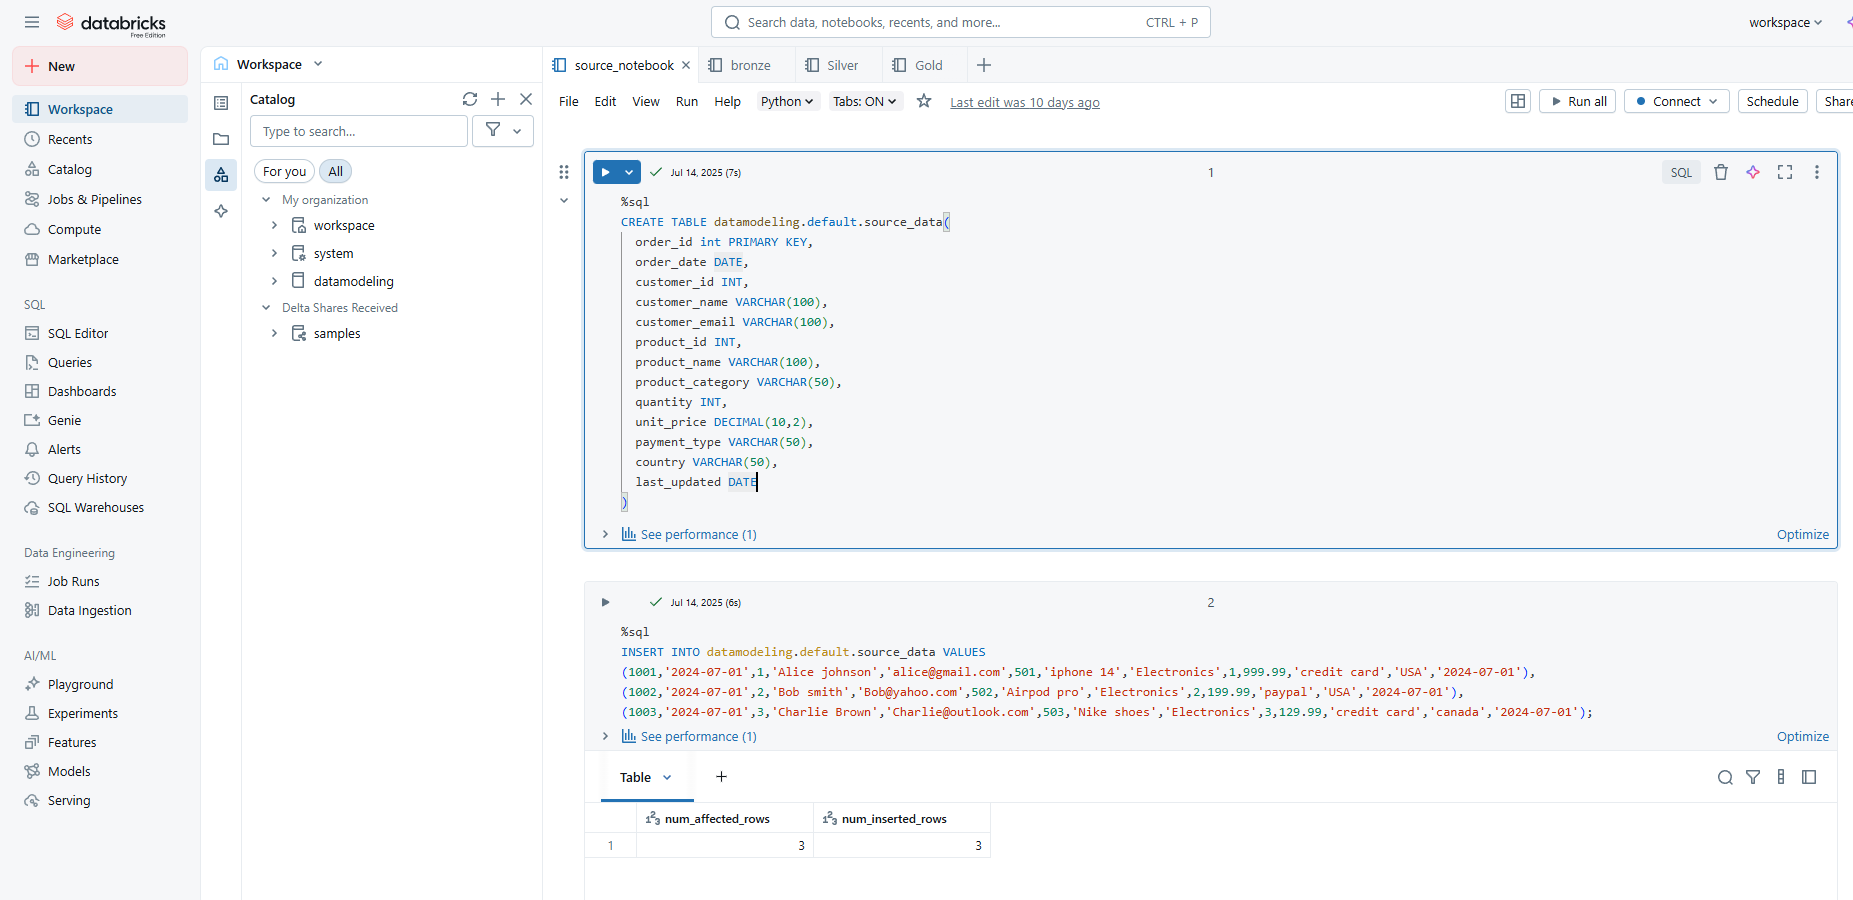 databricks
Free Edition
Search data, notebooks, recents, and more...
CTRL + P
workspace
New
Workspace
Recents
Catalog
Jobs & Pipelines
Compute
Marketplace
SQL
SQL Editor
Queries
Dashboards
Genie
Alerts
Query History
SQL Warehouses
Data Engineering
Job Runs
Data Ingestion
AI/ML
Playground
Experiments
Features
Models
Serving
Workspace
Catalog
Type to search...
For you
All
My organization
workspace
system
datamodeling
Delta Shares Received
samples
source_notebook
bronze
Silver
Gold
File Edit View Run Help Python Tabs: ON Last edit was 10 days ago
Run all
Connect
Schedule
Share
Jul 14, 2025 (7s)
1
SQL
%sql
CREATE TABLE datamodeling.default.source_data(
order_id int PRIMARY KEY,
order_date DATE,
customer_id INT,
customer_name VARCHAR(100),
customer_email VARCHAR(100),
product_id INT,
product_name VARCHAR(100),
product_category VARCHAR(50),
quantity INT,
unit_price DECIMAL(10,2),
payment_type VARCHAR(50),
country VARCHAR(50),
last_updated DATE
)
See performance (1)
Optimize
Jul 14, 2025 (6s)
2
%sql
INSERT INTO datamodeling.default.source_data VALUES
(1001,'2024-07-01',1,'Alice johnson','alice@gmail.com',501,'iphone 14','Electronics',1,999.99,'credit card','USA','2024-07-01'),
(1002,'2024-07-01',2,'Bob smith','Bob@yahoo.com',502,'Airpod pro','Electronics',2,199.99,'paypal','USA','2024-07-01'),
(1003,'2024-07-01',3,'Charlie Brown','Charlie@outlook.com',503,'Nike shoes','Electronics',3,129.99,'credit card','canada','2024-07-01');
See performance (1)
Optimize
Table
num_affected_rows
num_inserted_rows
1 3 3